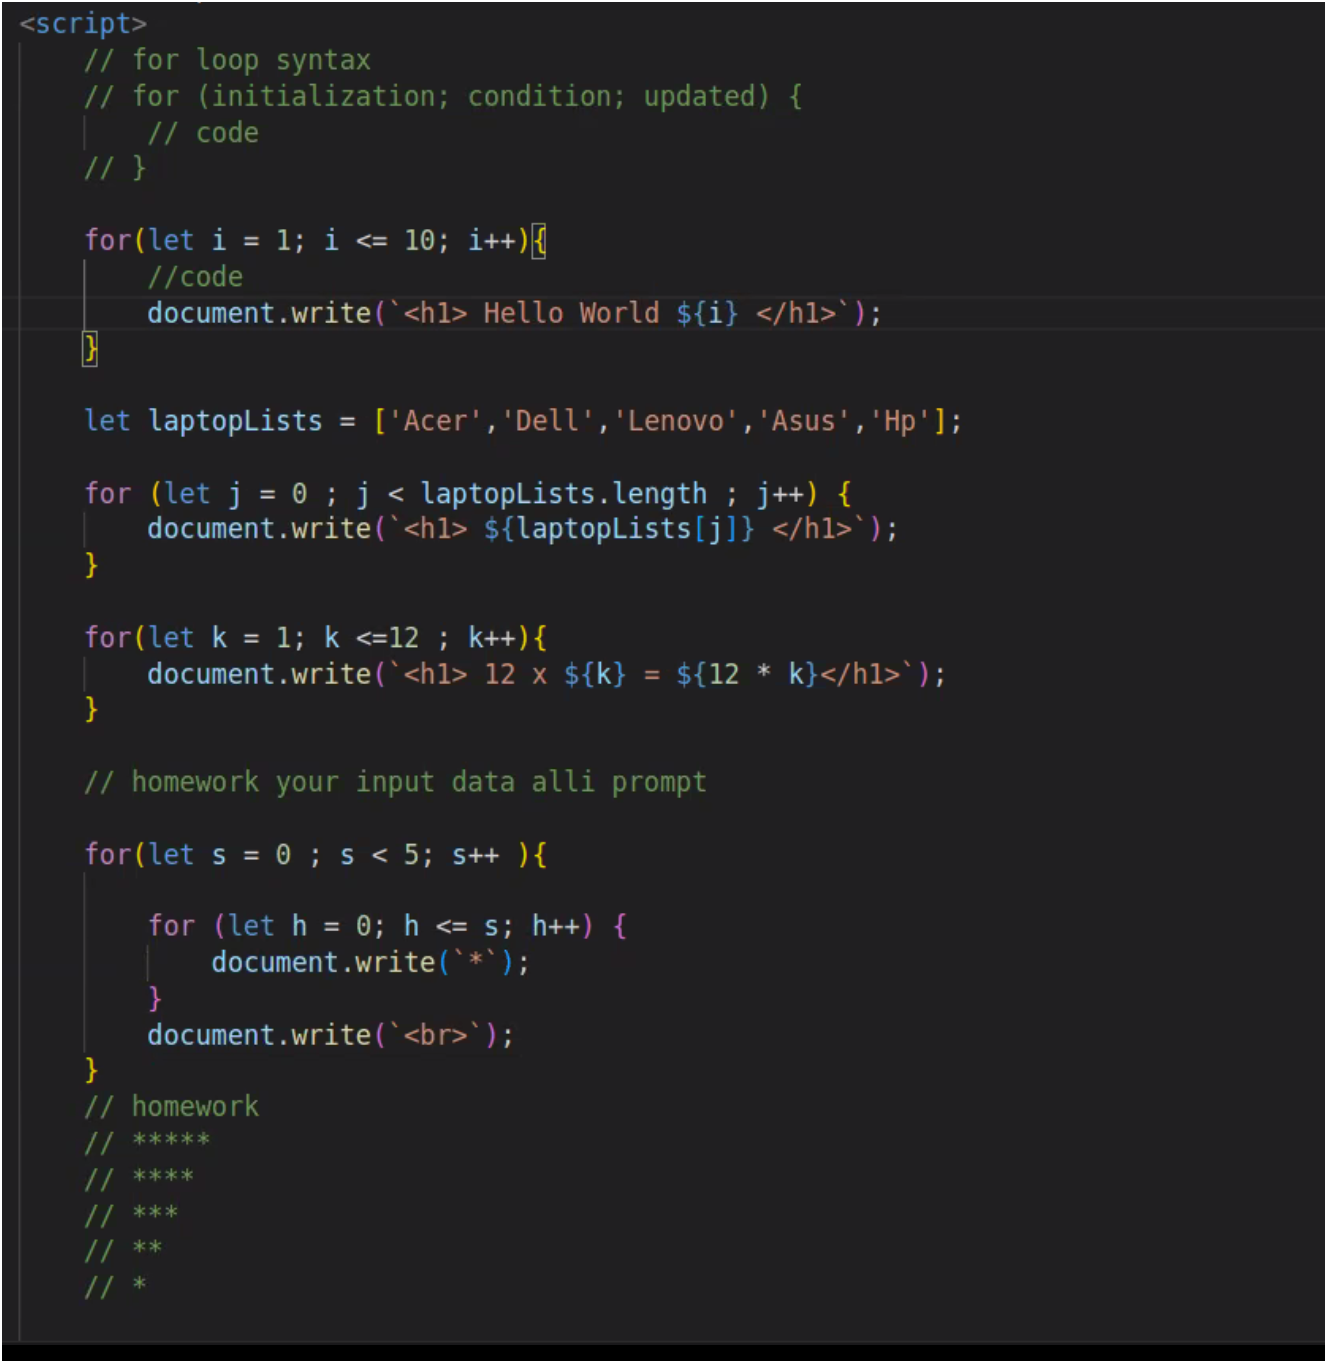 <script>
// for loop syntax
// for (initialization; condition; updated) {
// code
// }
for(let i = 1; i <= 10; i++){
//code
document.write(`<h1> Hello World ${i} </h1>`);
}
let laptopLists = ['Acer','Dell','Lenovo','Asus','Hp'];
for (let j = 0 ; j < laptopLists.length ; j++) {
document.write(`<h1> ${laptopLists[j]} </h1>`);
}
for(let k = 1; k <=12 ; k++){
document.write(`<h1> 12 x ${k} = ${12 * k}</h1>`);
}
// homework your input data alli prompt
for(let s = 0 ; s < 5; s++ ){
for (let h = 0; h <= s; h++) {
document.write(`*`);
}
document.write(`<br>`);
}
// homework
// *****
// ****
// ***
// **
// *